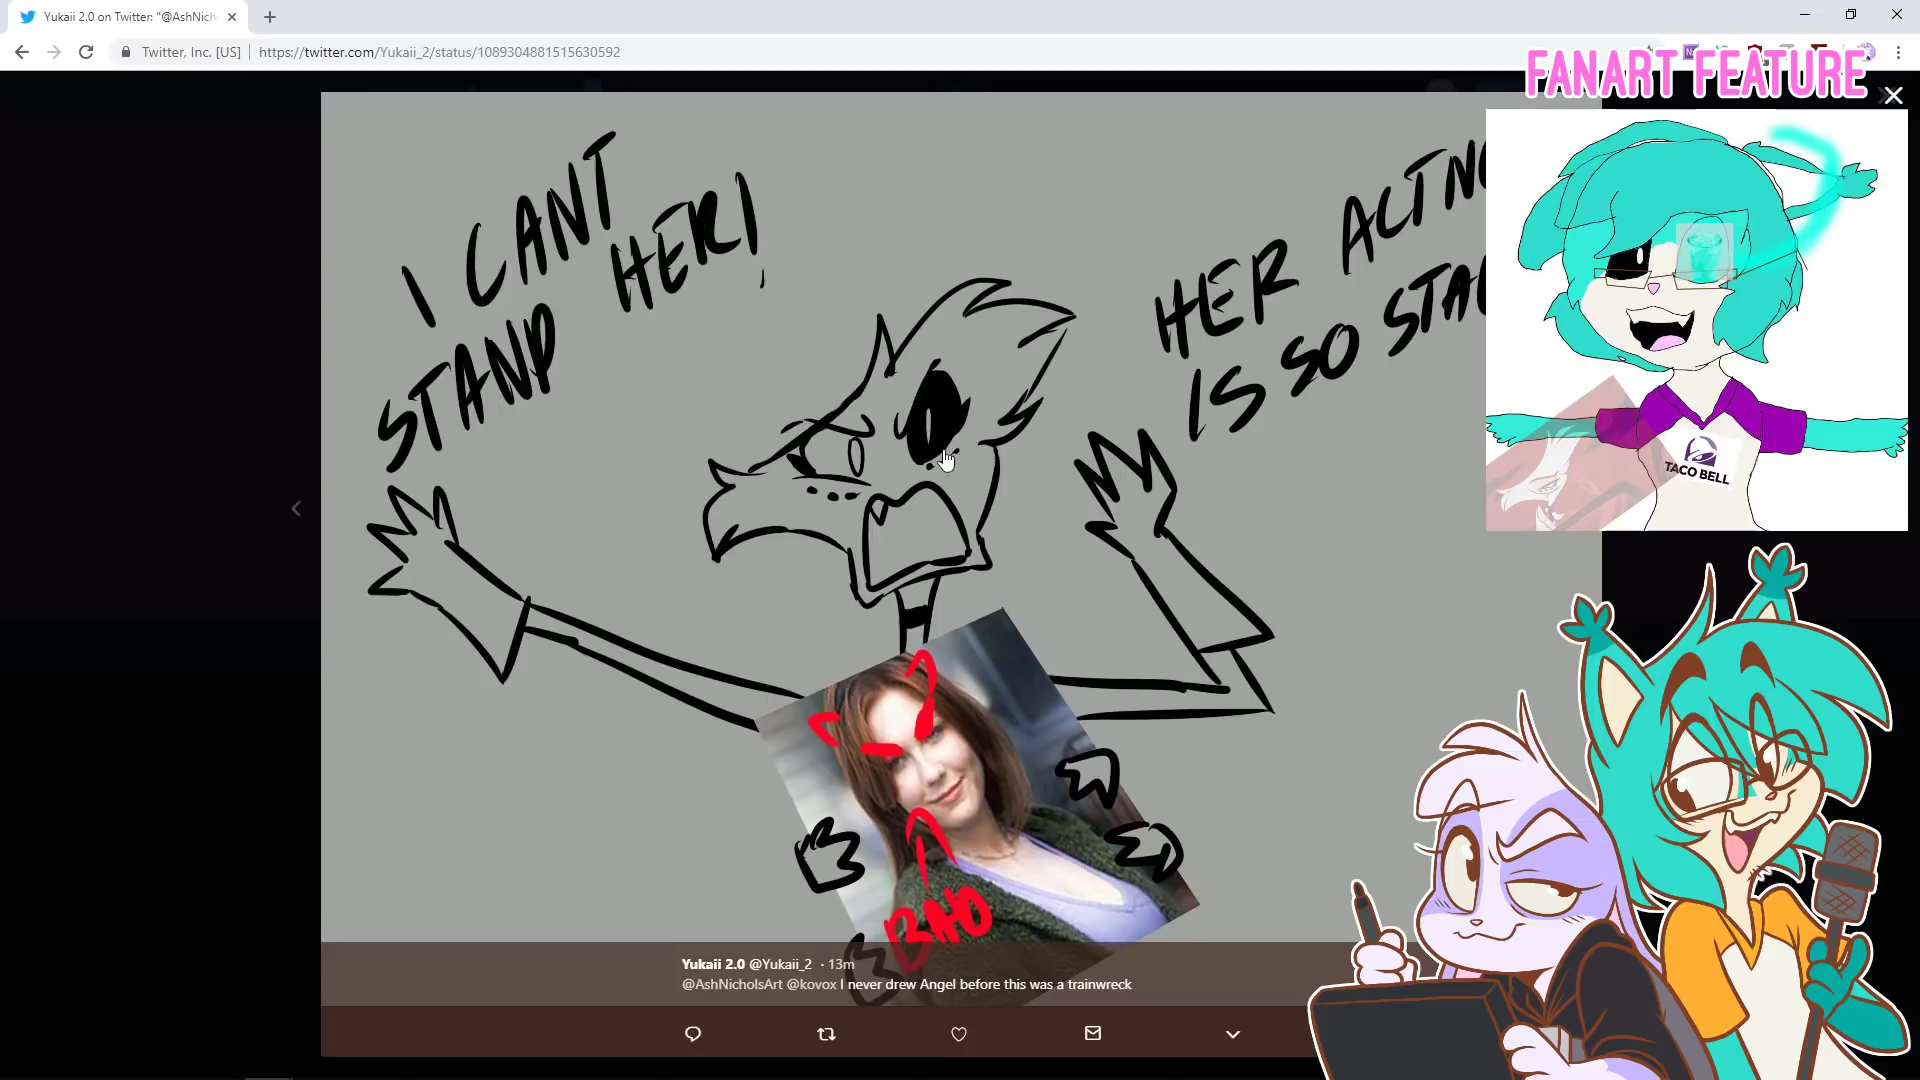 Yukaii 2.0 on Twitter: "@AshNich
Twitter, Inc. [US]
https://twitter.com/Yukaii_2/status/1089304881515630592
FANART FEATURE
I CANT
STAND HER!
HER ACTN
IS SO STA
TACO BELL
BAD
Yukaii 2.0 @Yukaii_2 · 13m
@AshNicholsArt @kovox I never drew Angel before this was a trainwreck